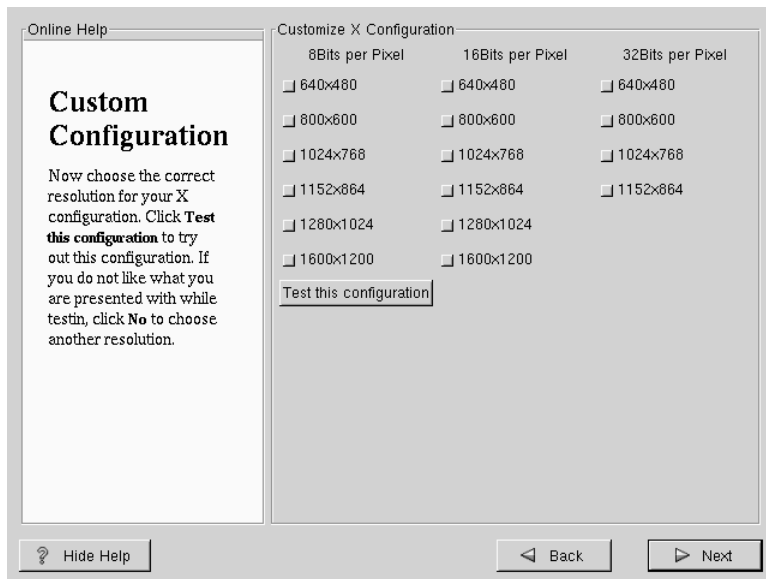 Online Help
Custom
Configuration
Now choose the correct
resolution for your X
configuration. Click Test
this configuration to try
out this configuration. If
you do not like what you
are presented with while
testin, click No to choose
another resolution.
Customize X Configuration
8Bits per Pixel 16Bits per Pixel 32Bits per Pixel
640x480 640x480 640x480
800x600 800x600 800x600
1024x768 1024x768 1024x768
1152x864 1152x864 1152x864
1280x1024 1280x1024
1600x1200 1600x1200
Test this configuration
? Hide Help
Back
Next